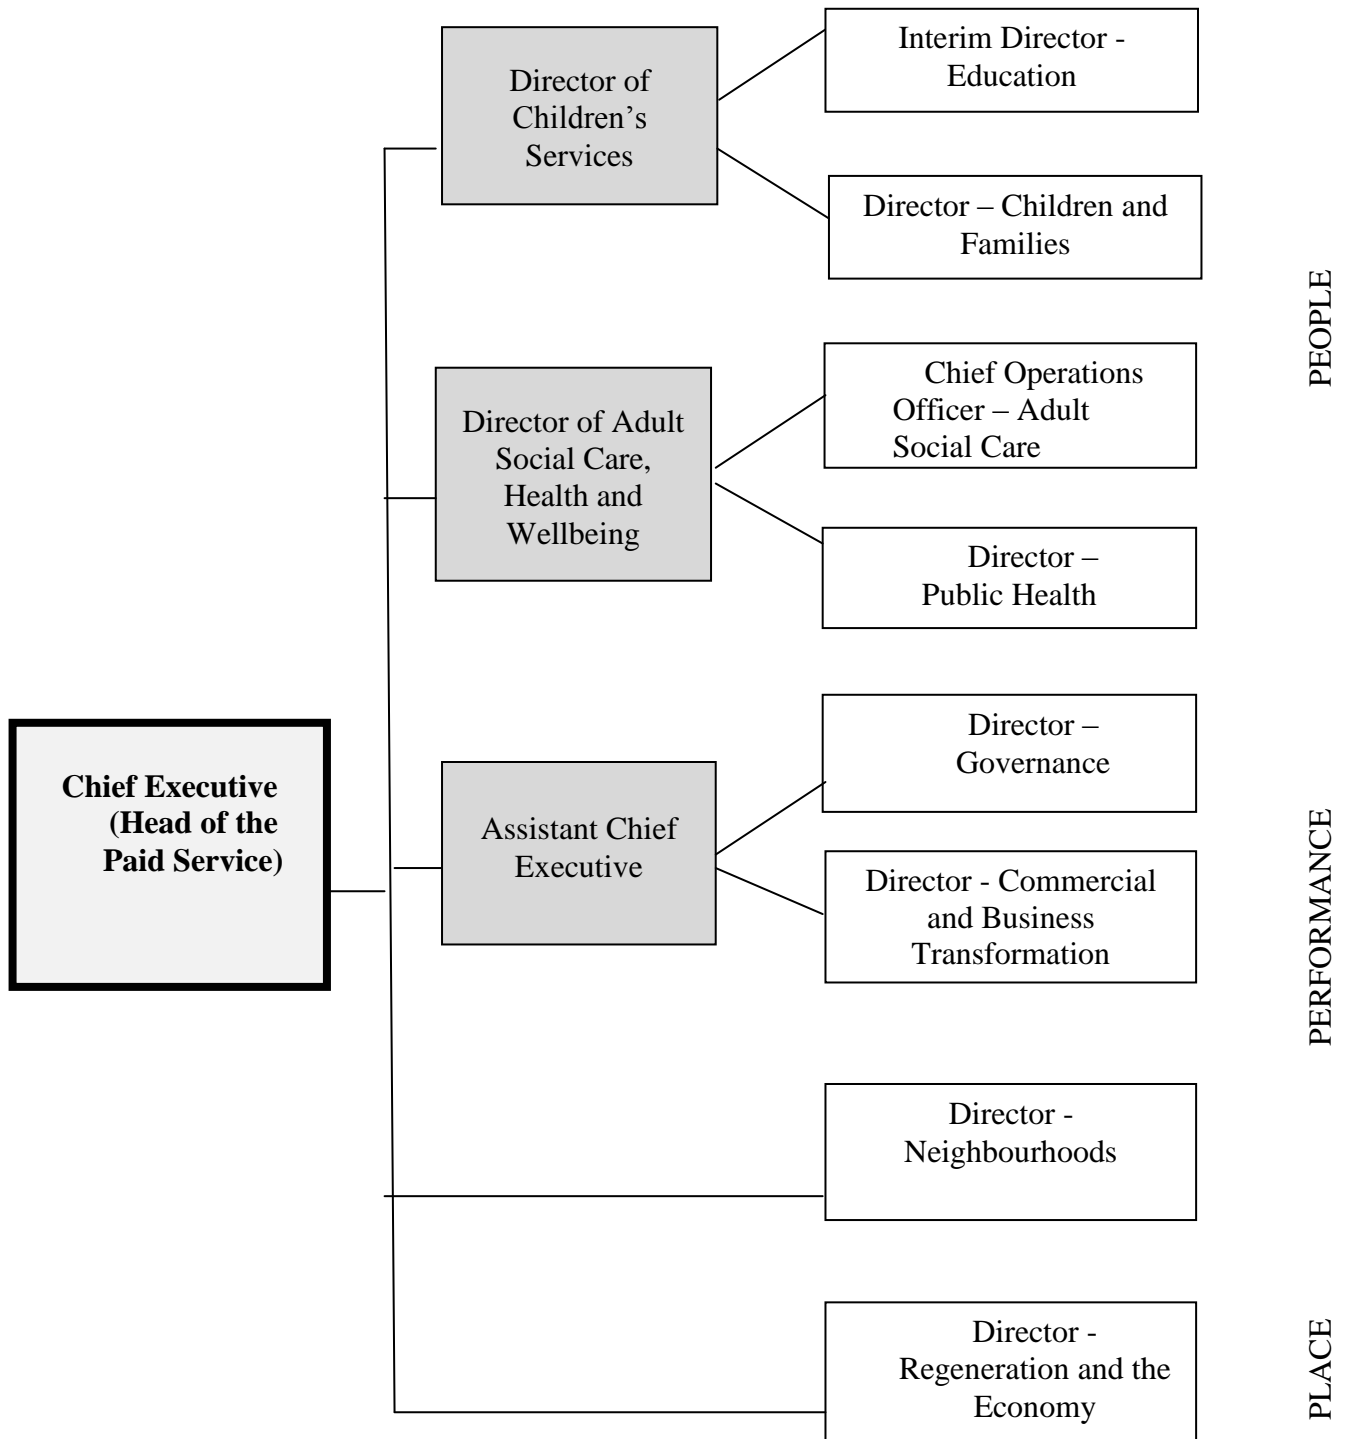 Interim Director -
Education
Director of
Children’s
Services
Director – Children and
Families
PEOPLE
Chief Operations
Officer – Adult
Social Care
Director of Adult
Social Care,
Health and
Wellbeing
Director –
Public Health
Director –
Governance
Chief Executive
(Head of the
Paid Service)
Assistant Chief
Executive
Director - Commercial
and Business
Transformation
PERFORMANCE
Director -
Neighbourhoods
Director -
Regeneration and the
Economy
PLACE